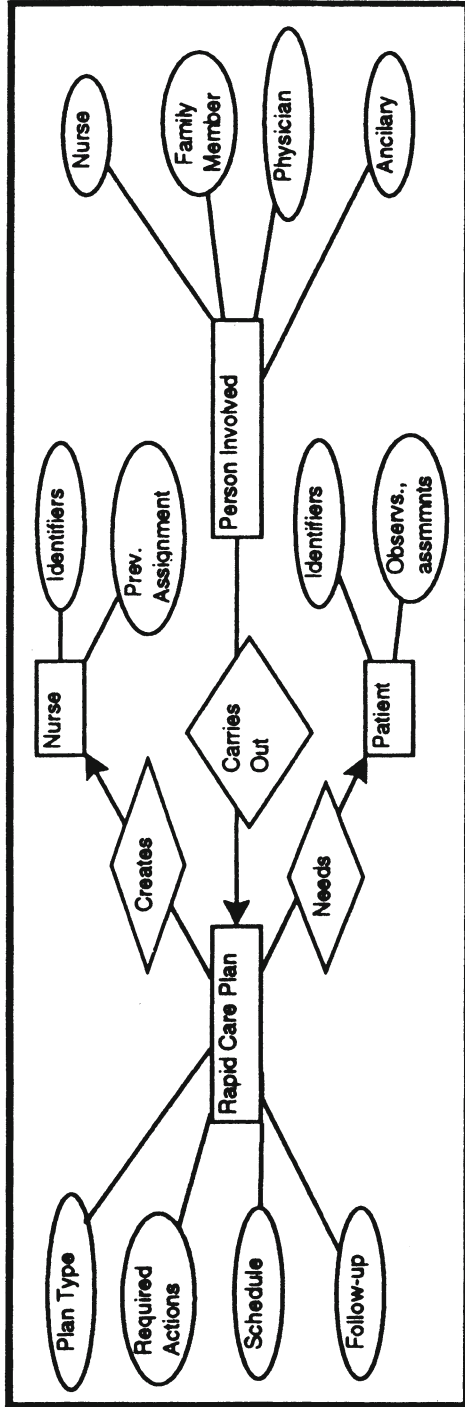 Plan Type
Required
Actions
Schedule
Follow-up
Rapid Care Plan
Creates
Needs
Carries
Out
Nurse
Identifiers
Prev.
Assignment
Patient
Identifiers
Observs.,
assmmnts
Person Involved
Nurse
Family
Member
Physician
Ancilary